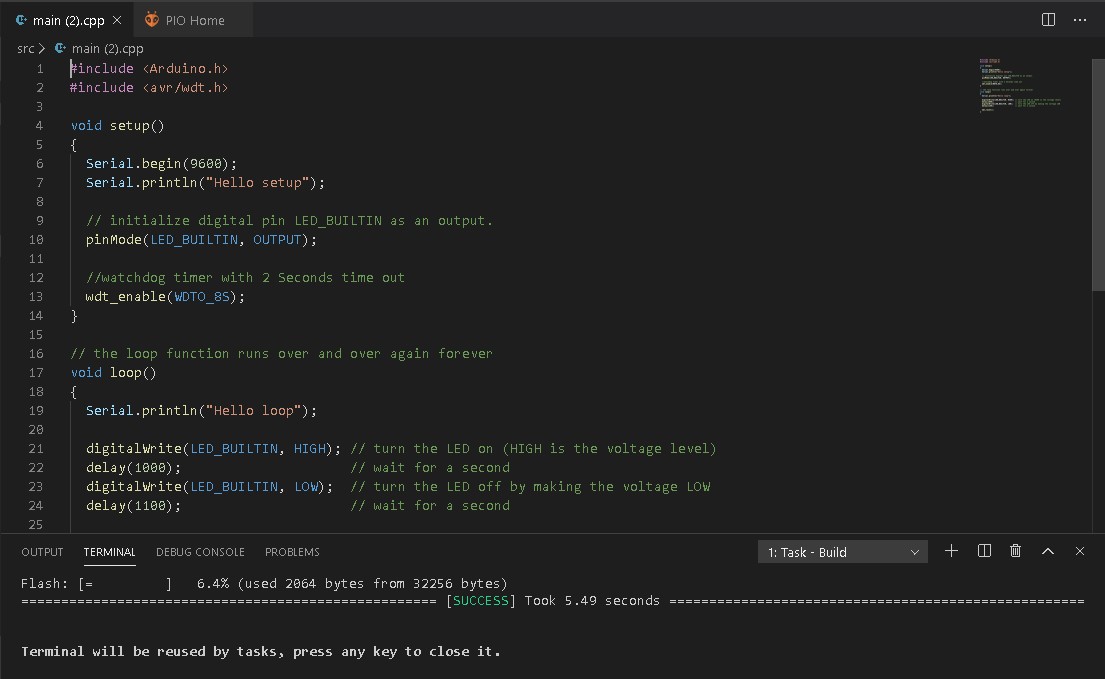 main (2).cpp
PIO Home
src > main (2).cpp
1 #include <Arduino.h>
2 #include <avr/wdt.h>
3
4 void setup()
5 {
6   Serial.begin(9600);
7   Serial.println("Hello setup");
8
9   // initialize digital pin LED_BUILTIN as an output.
10   pinMode(LED_BUILTIN, OUTPUT);
11
12   //watchdog timer with 2 Seconds time out
13   wdt_enable(WDTO_8S);
14 }
15
16 // the loop function runs over and over again forever
17 void loop()
18 {
19   Serial.println("Hello loop");
20
21   digitalWrite(LED_BUILTIN, HIGH); // turn the LED on (HIGH is the voltage level)
22   delay(1000);                     // wait for a second
23   digitalWrite(LED_BUILTIN, LOW);  // turn the LED off by making the voltage LOW
24   delay(1100);                     // wait for a second
25
OUTPUT TERMINAL DEBUG CONSOLE PROBLEMS 1: Task - Build
Flash: [=         ]   6.4% (used 2064 bytes from 32256 bytes)
==================================================== [SUCCESS] Took 5.49 seconds ====================================================
Terminal will be reused by tasks, press any key to close it.